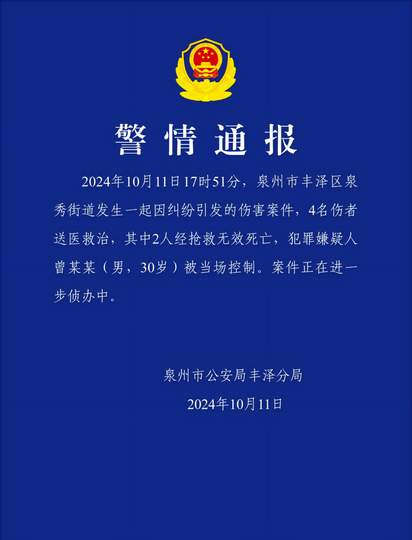 警情通报
2024年10月11日17时51分，泉州市丰泽区泉
秀街道发生一起因纠纷引发的伤害案件，4名伤者
送医救治，其中2人经抢救无效死亡，犯罪嫌疑人
曾某某（男，30岁）被当场控制。案件正在进一
步侦办中。
泉州市公安局丰泽分局
2024年10月11日